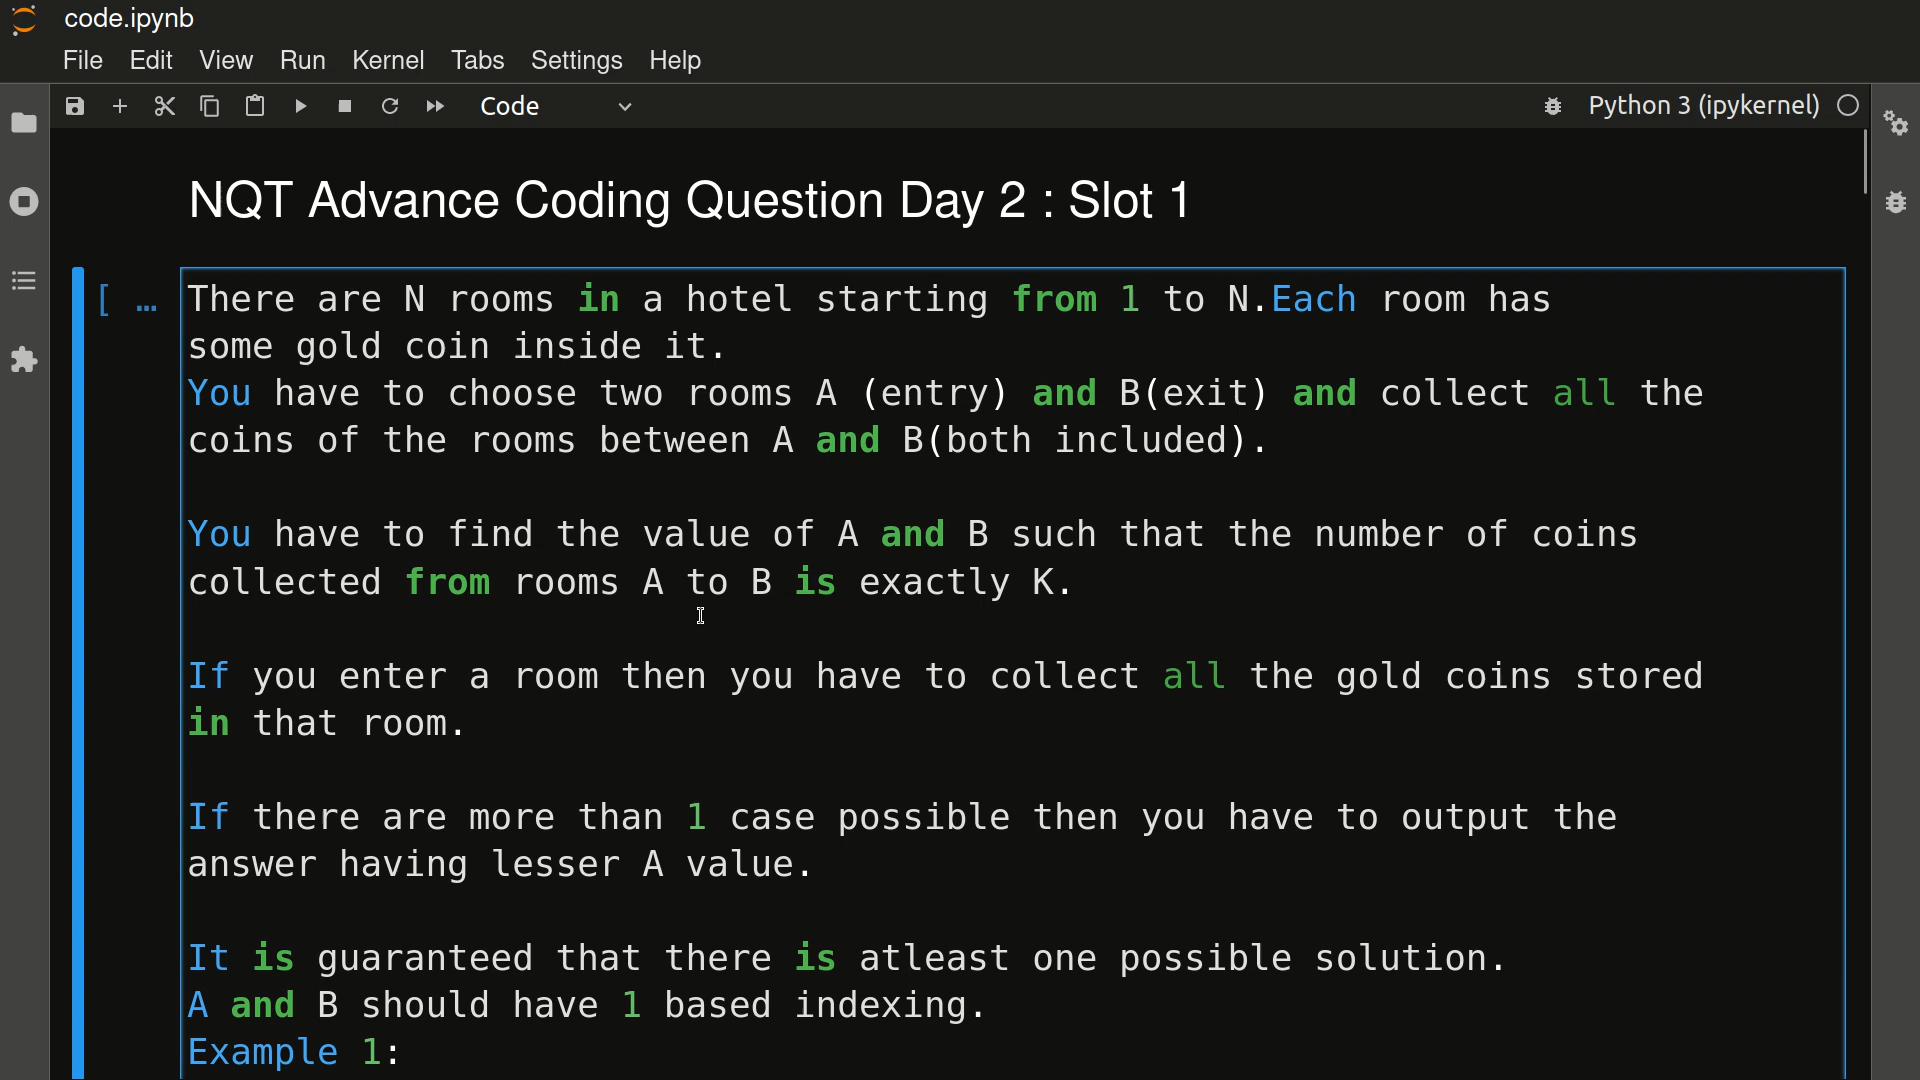 code.ipynb
File Edit View Run Kernel Tabs Settings Help
Code
Python 3 (ipykernel)
NQT Advance Coding Question Day 2 : Slot 1
[ …
There are N rooms in a hotel starting from 1 to N.Each room has
some gold coin inside it.
You have to choose two rooms A (entry) and B(exit) and collect all the
coins of the rooms between A and B(both included).
You have to find the value of A and B such that the number of coins
collected from rooms A to B is exactly K.
If you enter a room then you have to collect all the gold coins stored
in that room.
If there are more than 1 case possible then you have to output the
answer having lesser A value.
It is guaranteed that there is atleast one possible solution.
A and B should have 1 based indexing.
Example 1: